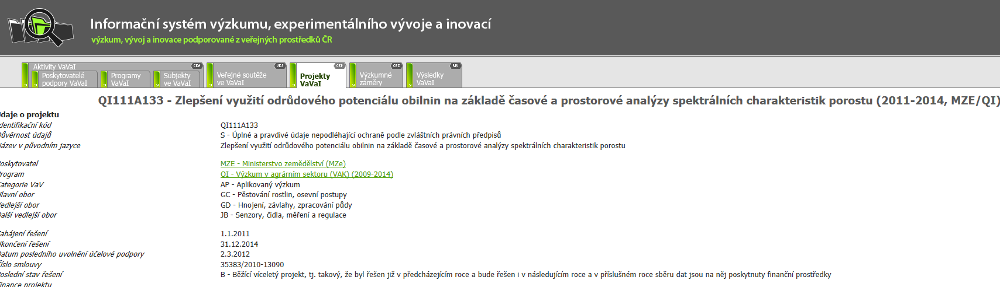 Informační systém výzkumu, experimentálního vývoje a inovací
výzkum, vývoj a inovace podporované z veřejných prostředků ČR
Aktivity VaVaI CEA
Poskytovatelé podpory VaVaI
Programy VaVaI
Subjekty ve VaVaI
Veřejné soutěže ve VaVaI VES
Projekty VaVaI CEP
Výzkumné záměry CEZ
Výsledky VaVaI RIV
QI111A133 - Zlepšení využití odrůdového potenciálu obilnin na základě časové a prostorové analýzy spektrálních charakteristik porostu (2011-2014, MZE/QI)
daje o projektu
dentifikační kód QI111A133
ůvěrnost údajů S - Úplné a pravdivé údaje nepodléhající ochraně podle zvláštních právních předpisů
ázev v původním jazyce Zlepšení využití odrůdového potenciálu obilnin na základě časové a prostorové analýzy spektrálních charakteristik porostu
oskytovatel MZE - Ministerstvo zemědělství (MZe)
rogram QI - Výzkum v agrárním sektoru (VAK) (2009-2014)
ategorie VaV AP - Aplikovaný výzkum
lavní obor GC - Pěstování rostlin, osevní postupy
edlejší obor GD - Hnojení, závlahy, zpracování půdy
alší vedlejší obor JB - Senzory, čidla, měření a regulace
ahájení řešení 1.1.2011
končení řešení 31.12.2014
atum posledního uvolnění účelové podpory 2.3.2012
íslo smlouvy 35383/2010-13090
oslední stav řešení B - Běžící víceletý projekt, tj. takový, že byl řešen již v předcházejícím roce a bude řešen i v následujícím roce a v příslušném roce sběru dat jsou na něj poskytnuty finanční prostředky
inance projektu